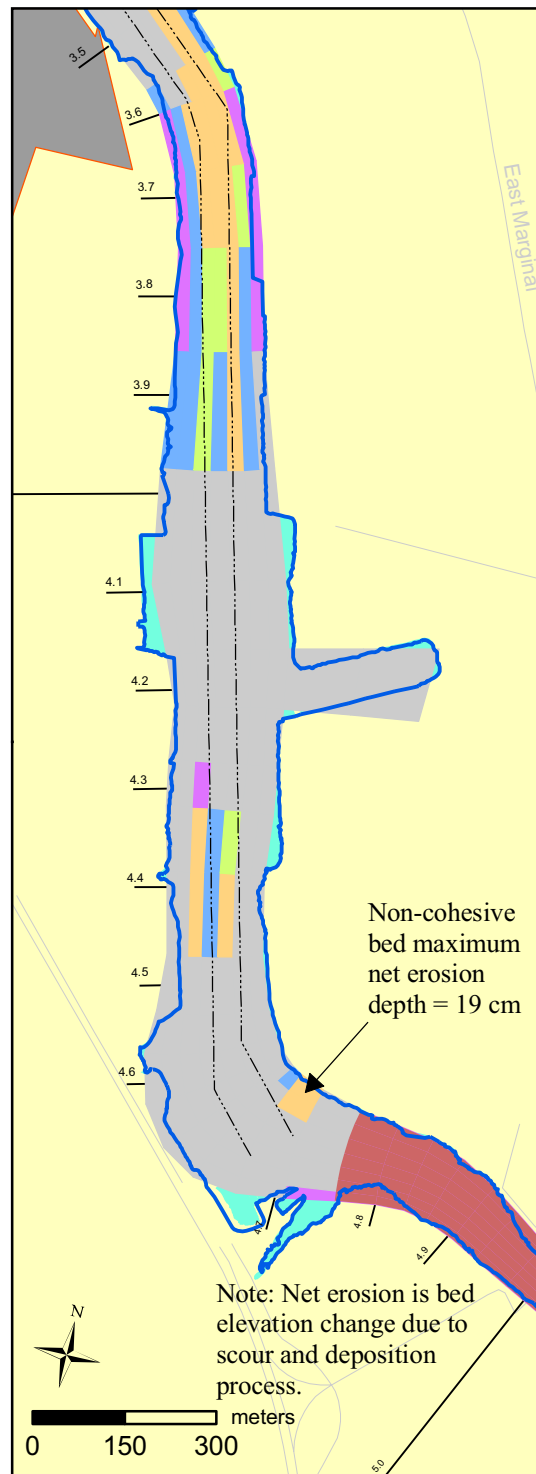 3.5
3.6
3.7
East Marginal
3.8
3.9
4.1
4.2
4.3
4.4
Non-cohesive
bed maximum
net erosion
depth = 19 cm
4.5
4.6
4.7
4.8
4.9
Note: Net erosion is bed
elevation change due to
scour and deposition
process.
N
meters
0 150 300
5.0